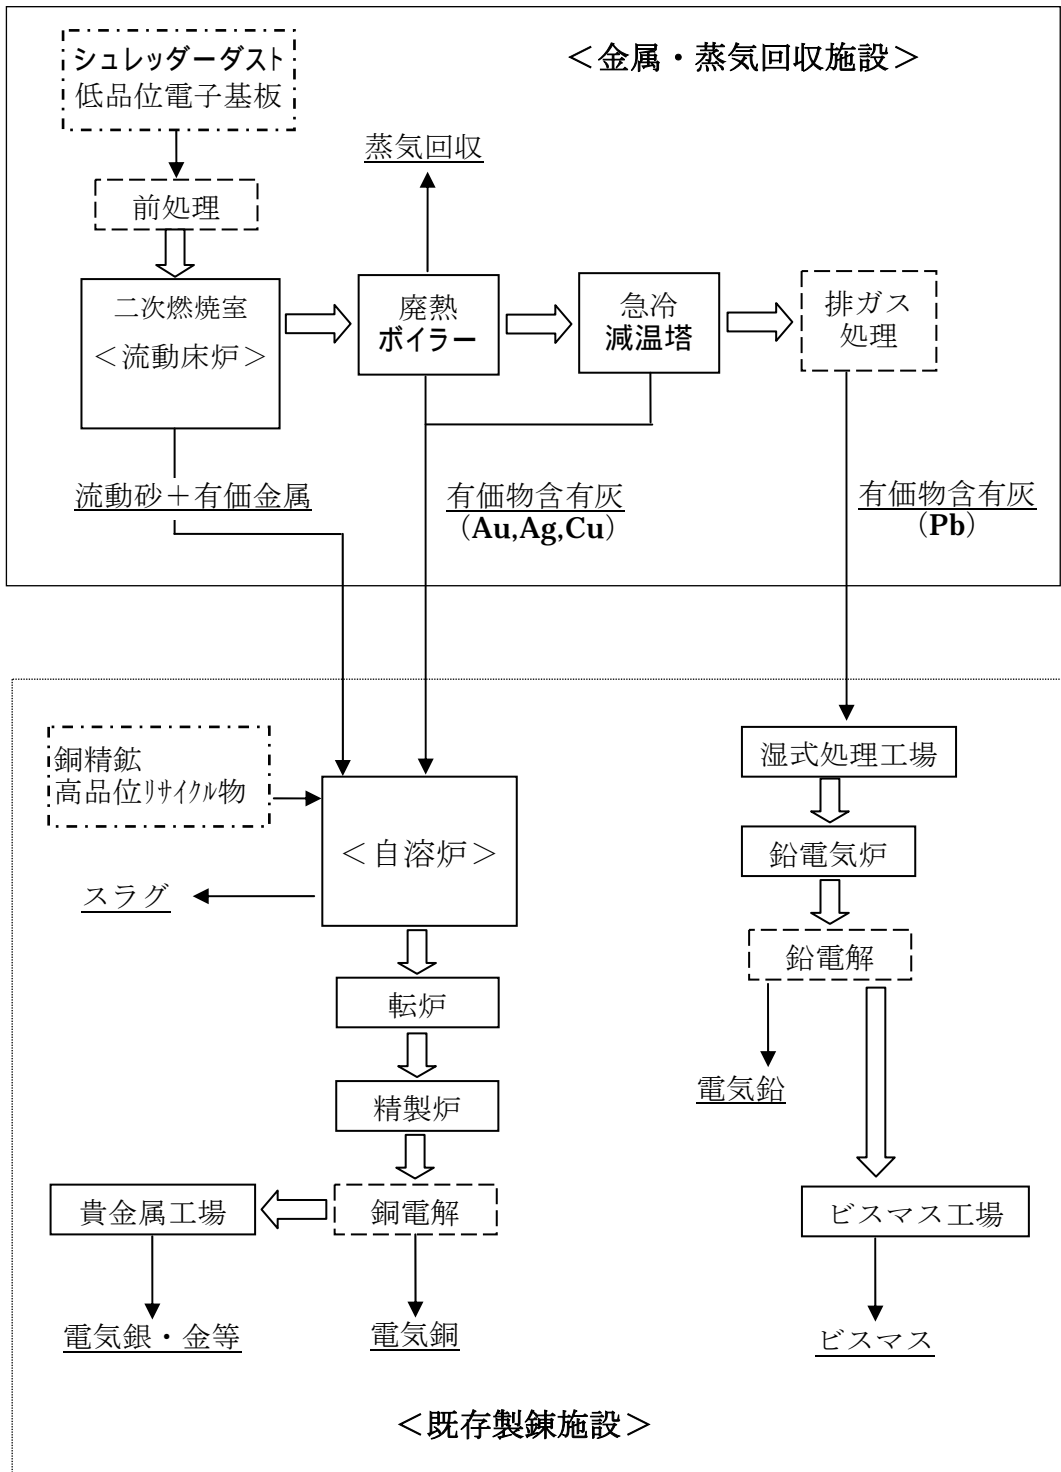 シュレッダーダスト
低品位電子基板
＜金属・蒸気回収施設＞
蒸気回収
前処理
二次燃焼室
＜流動床炉＞
廃熱
ボイラー
急冷
減温塔
排ガス
処理
流動砂＋有価金属
有価物含有灰
（Au,Ag,Cu）
有価物含有灰
（Pb）
銅精鉱
高品位ﾘｻｲｸﾙ物
＜自溶炉＞
スラグ
転炉
精製炉
銅電解
貴金属工場
電気銀・金等
電気銅
湿式処理工場
鉛電気炉
鉛電解
電気鉛
ビスマス工場
ビスマス
＜既存製錬施設＞